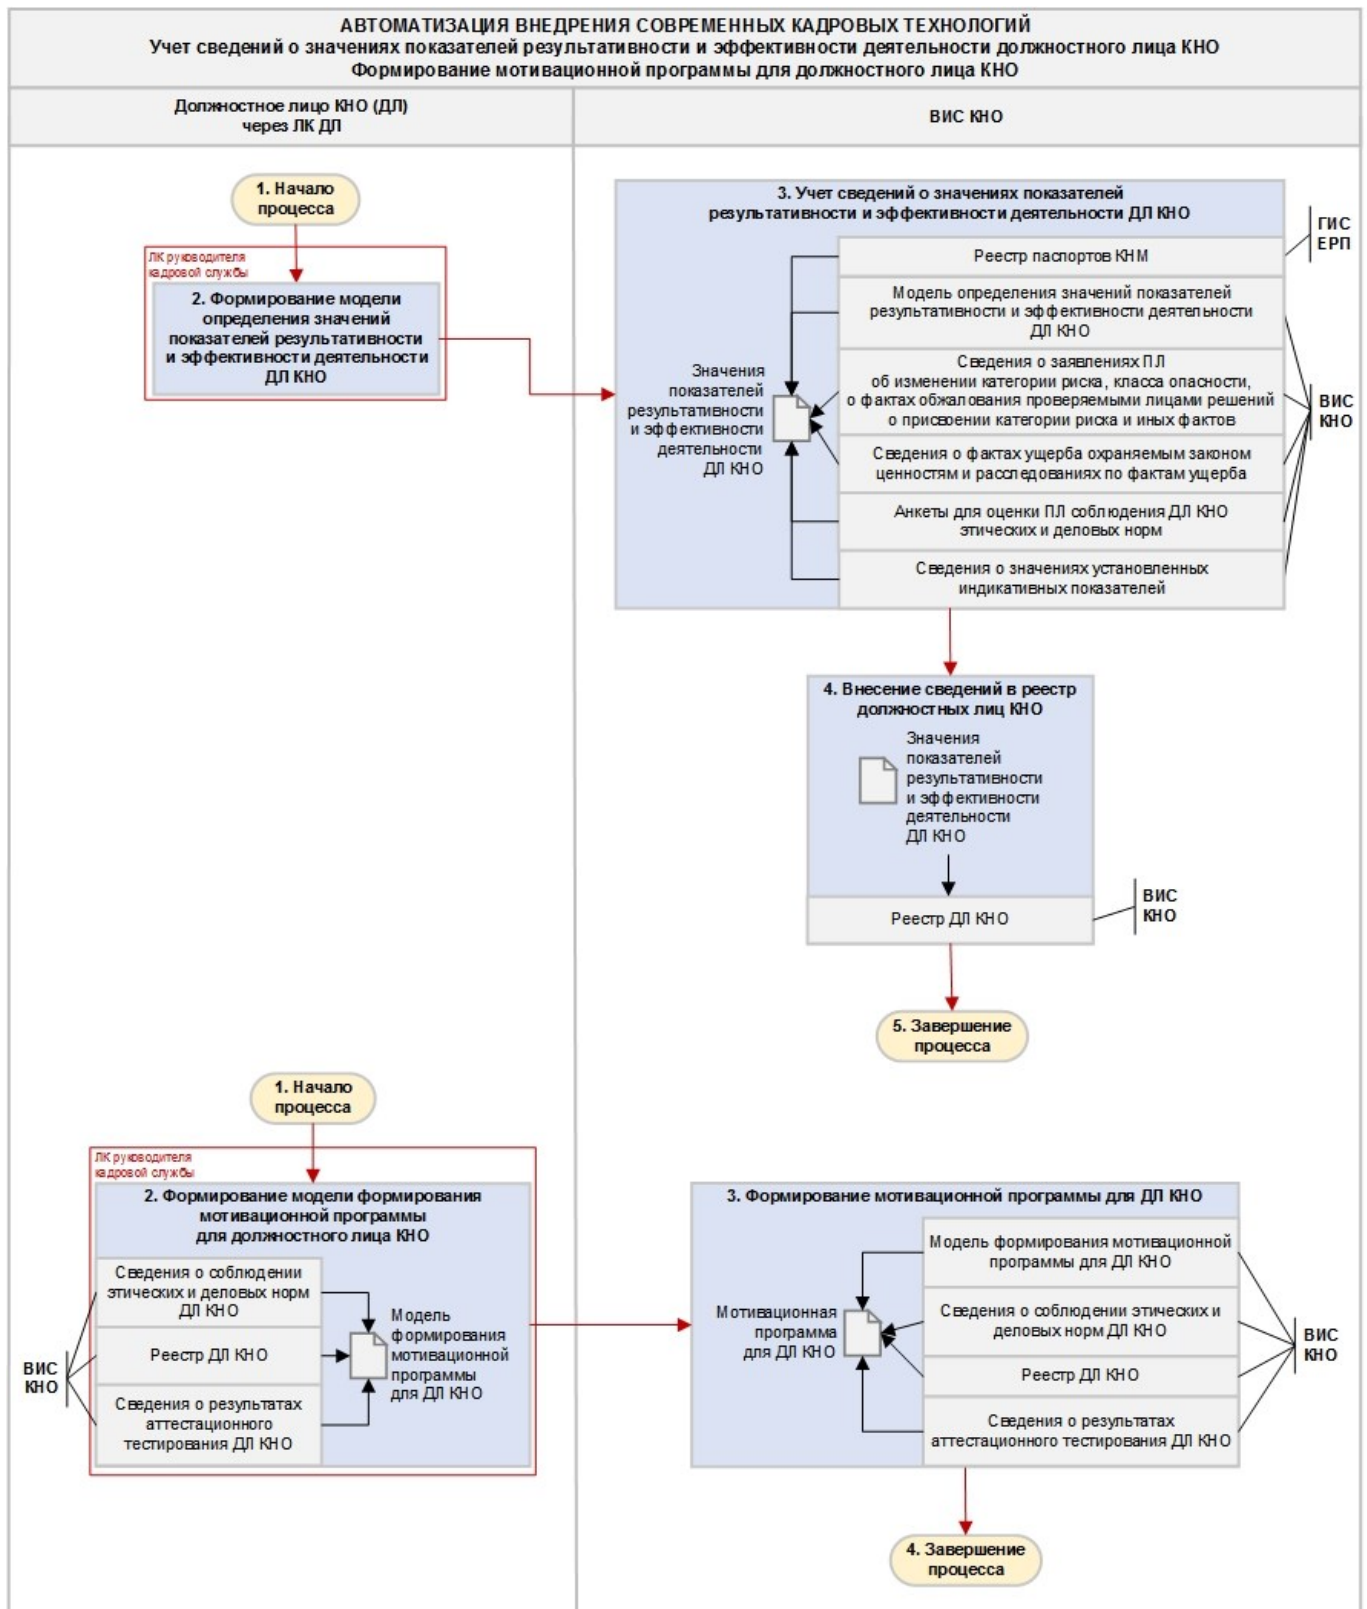 АВТОМАТИЗАЦИЯ ВНЕДРЕНИЯ СОВРЕМЕННЫХ КАДРОВЫХ ТЕХНОЛОГИЙ
Учет сведений о значениях показателей результативности и эффективности деятельности должностного лица КНО
Формирование мотивационной программы для должностного лица КНО
Должностное лицо КНО (ДЛ)
через ЛК ДЛ
ВИС КНО
1. Начало
процесса
ЛК руководителя
кадровой службы
2. Формирование модели
определения значений
показателей результативности
и эффективности деятельности
ДЛ КНО
3. Учет сведений о значениях показателей
результативности и эффективности деятельности ДЛ КНО
Реестр паспортов КНМ
ГИС
ЕРП
Модель определения значений показателей
результативности и эффективности деятельности
ДЛ КНО
Сведения о заявлениях ПЛ
об изменении категории риска, класса опасности,
о фактах обжалования проверяемыми лицами решений
о присвоении категории риска и иных фактов
Сведения о фактах ущерба охраняемым законом
ценностям и расследованиях по фактам ущерба
Анкеты для оценки ПЛ соблюдения ДЛ КНО
этических и деловых норм
Сведения о значениях установленных
индикативных показателей
ВИС
КНО
Значения
показателей
результативности
и эффективности
деятельности
ДЛ КНО
4. Внесение сведений в реестр
должностных лиц КНО
Значения
показателей
результативности
и эффективности
деятельности
ДЛ КНО
Реестр ДЛ КНО
ВИС
КНО
5. Завершение
процесса
1. Начало
процесса
ЛК руководителя
кадровой службы
2. Формирование модели формирования
мотивационной программы
для должностного лица КНО
Сведения о соблюдении
этических и деловых норм
ДЛ КНО
Реестр ДЛ КНО
Сведения о результатах
аттестационного
тестирования ДЛ КНО
ВИС
КНО
Модель
формирования
мотивационной
программы
для ДЛ КНО
3. Формирование мотивационной программы для ДЛ КНО
Модель формирования мотивационной
программы для ДЛ КНО
Сведения о соблюдении этических и
деловых норм ДЛ КНО
Реестр ДЛ КНО
Сведения о результатах
аттестационного тестирования ДЛ КНО
Мотивационная
программа
для ДЛ КНО
ВИС
КНО
4. Завершение
процесса